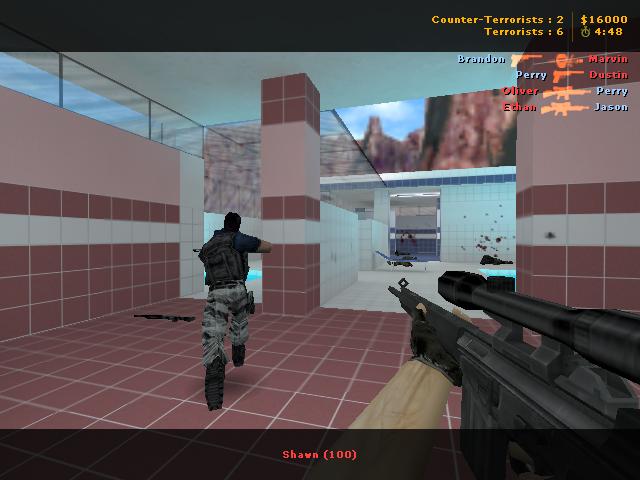 Counter-Terrorists : 2 $16000
Terrorists : 6 4:48
Brandon Marvin
Perry Dustin
Oliver Perry
Ethan Jason
Shawn (100)